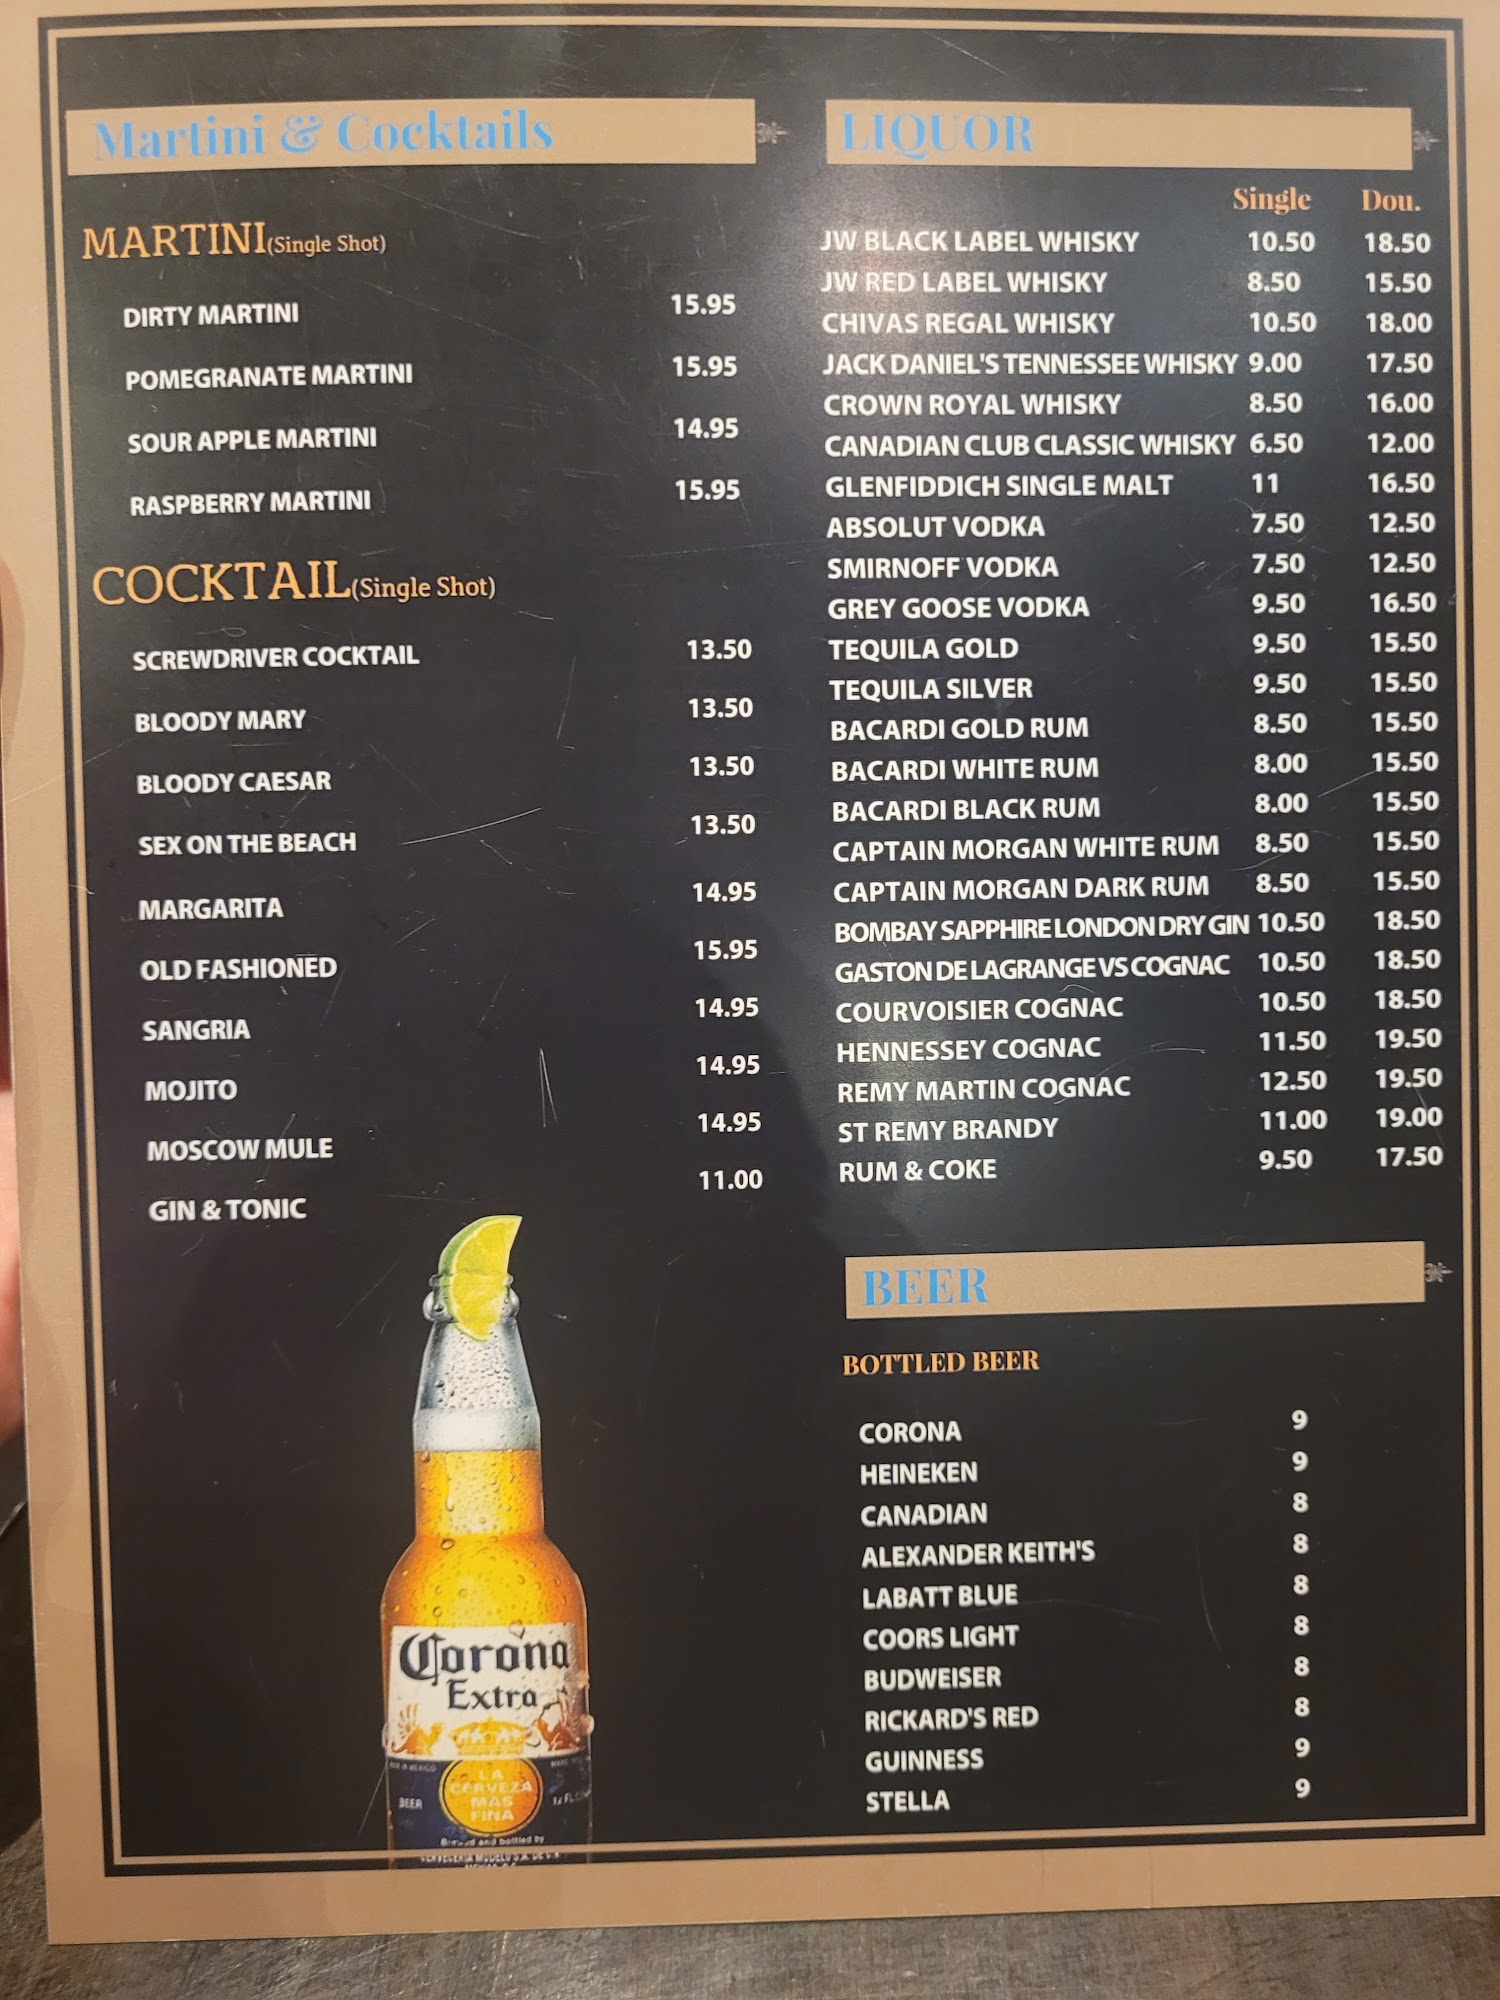 Martini & Cocktails
MARTINI(Single Shot)
DIRTY MARTINI 15.95
POMEGRANATE MARTINI 15.95
SOUR APPLE MARTINI 14.95
RASPBERRY MARTINI 15.95
COCKTAIL(Single Shot)
SCREWDRIVER COCKTAIL 13.50
BLOODY MARY 13.50
BLOODY CAESAR 13.50
SEX ON THE BEACH 13.50
MARGARITA 14.95
OLD FASHIONED 15.95
SANGRIA 14.95
MOJITO 14.95
MOSCOW MULE 14.95
GIN & TONIC 11.00
Corona
Extra
LA
CERVEZA
MAS
FINA
BEER
Brewed and bottled by
LIQUOR
Single Dou.
JW BLACK LABEL WHISKY 10.50 18.50
JW RED LABEL WHISKY 8.50 15.50
CHIVAS REGAL WHISKY 10.50 18.00
JACK DANIEL'S TENNESSEE WHISKY 9.00 17.50
CROWN ROYAL WHISKY 8.50 16.00
CANADIAN CLUB CLASSIC WHISKY 6.50 12.00
GLENFIDDICH SINGLE MALT 11 16.50
ABSOLUT VODKA 7.50 12.50
SMIRNOFF VODKA 7.50 12.50
GREY GOOSE VODKA 9.50 16.50
TEQUILA GOLD 9.50 15.50
TEQUILA SILVER 9.50 15.50
BACARDI GOLD RUM 8.50 15.50
BACARDI WHITE RUM 8.00 15.50
BACARDI BLACK RUM 8.00 15.50
CAPTAIN MORGAN WHITE RUM 8.50 15.50
CAPTAIN MORGAN DARK RUM 8.50 15.50
BOMBAY SAPPHIRE LONDON DRY GIN 10.50 18.50
GASTON DE LAGRANGE VS COGNAC 10.50 18.50
COURVOISIER COGNAC 10.50 18.50
HENNESSEY COGNAC 11.50 19.50
REMY MARTIN COGNAC 12.50 19.50
ST REMY BRANDY 11.00 19.00
RUM & COKE 9.50 17.50
BEER
BOTTLED BEER
CORONA 9
HEINEKEN 9
CANADIAN 8
ALEXANDER KEITH'S 8
LABATT BLUE 8
COORS LIGHT 8
BUDWEISER 8
RICKARD'S RED 8
GUINNESS 9
STELLA 9